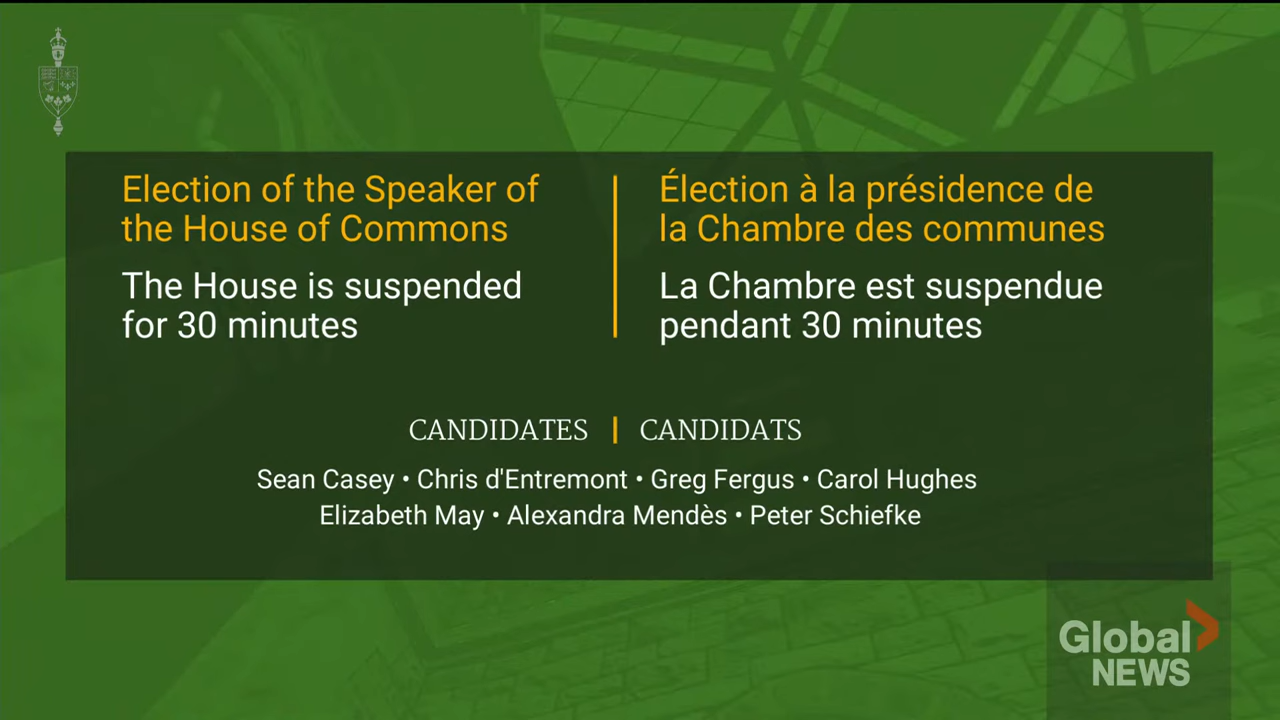 Election of the Speaker of
the House of Commons
The House is suspended
for 30 minutes
Élection à la présidence de
la Chambre des communes
La Chambre est suspendue
pendant 30 minutes
CANDIDATES | CANDIDATS
Sean Casey • Chris d'Entremont • Greg Fergus • Carol Hughes
Elizabeth May • Alexandra Mendès • Peter Schiefke
Global
NEWS